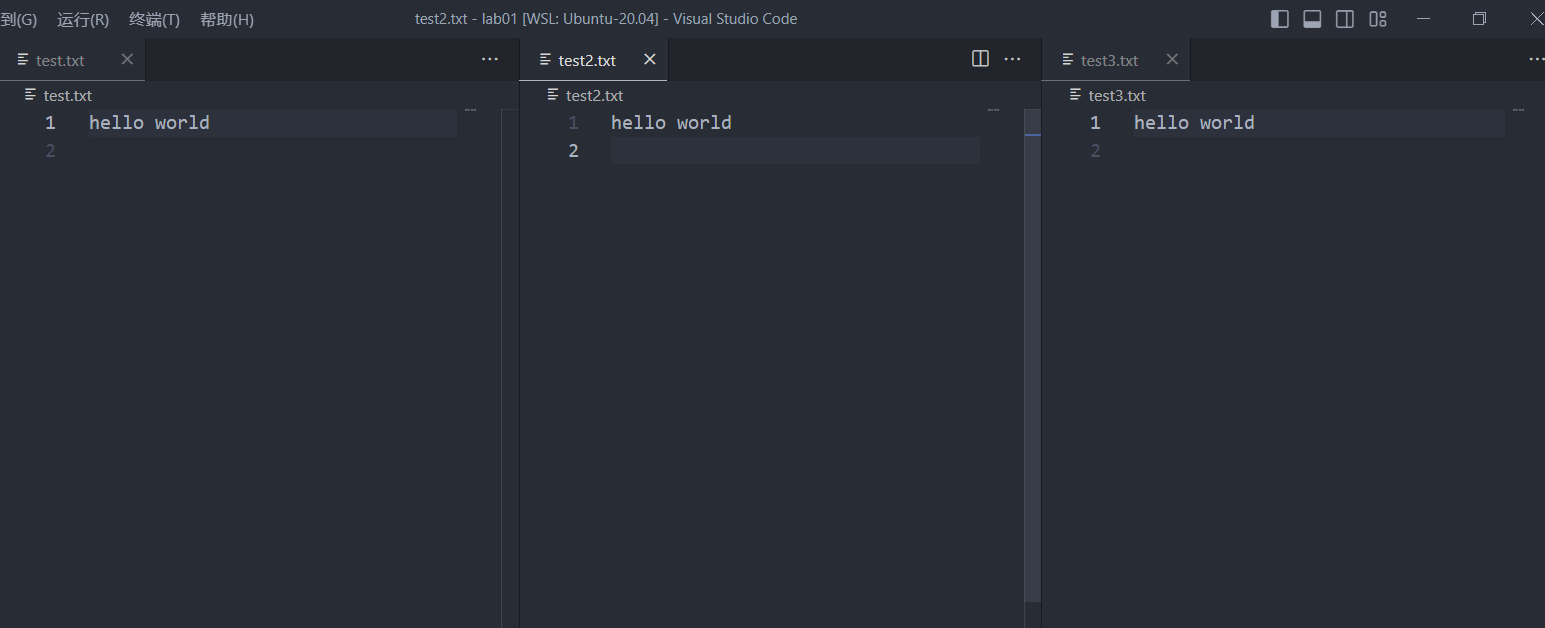 到(G) 运行(R) 终端(T) 帮助(H) test2.txt - lab01 [WSL: Ubuntu-20.04] - Visual Studio Code
test.txt
test2.txt
test3.txt
test.txt
1 hello world
2
test2.txt
1 hello world
2
test3.txt
1 hello world
2